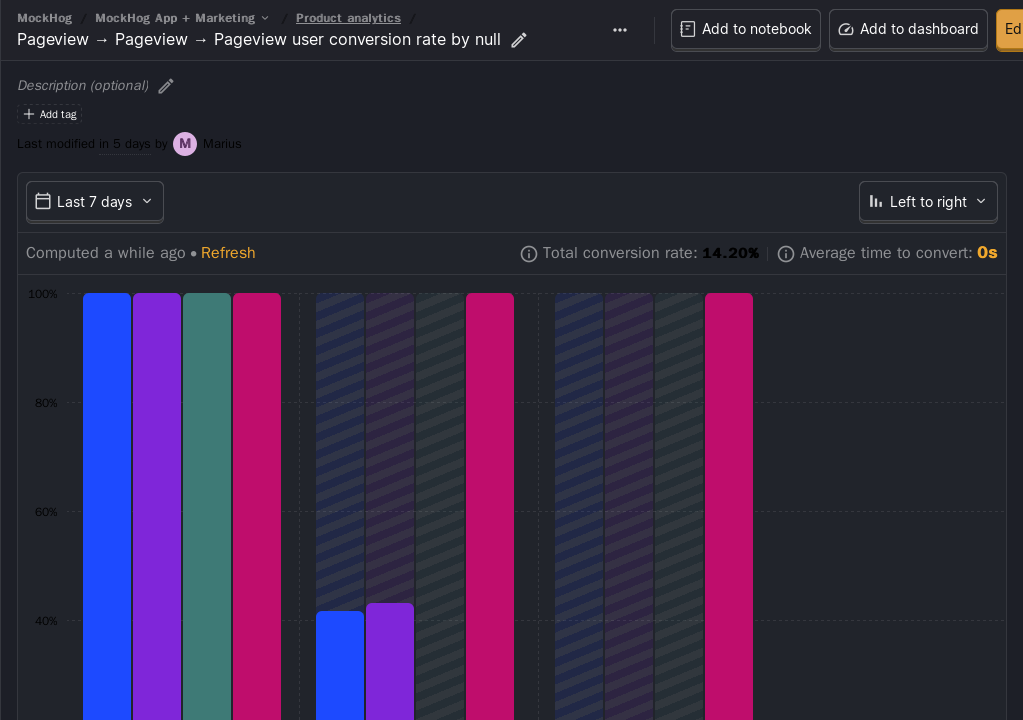 MockHog / MockHog App + Marketing / Product analytics /
Pageview → Pageview → Pageview user conversion rate by null
Add to notebook
Add to dashboard
Ed
Description (optional)
Add tag
Last modified in 5 days by M Marius
Last 7 days
Left to right
Computed a while ago • Refresh
Total conversion rate: 14.20%
Average time to convert: 0s
100%
80%
60%
40%